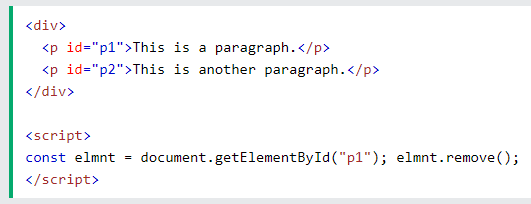 <div>
  <p id="p1">This is a paragraph.</p>
  <p id="p2">This is another paragraph.</p>
</div>

<script>
const elmnt = document.getElementById("p1"); elmnt.remove();
</script>